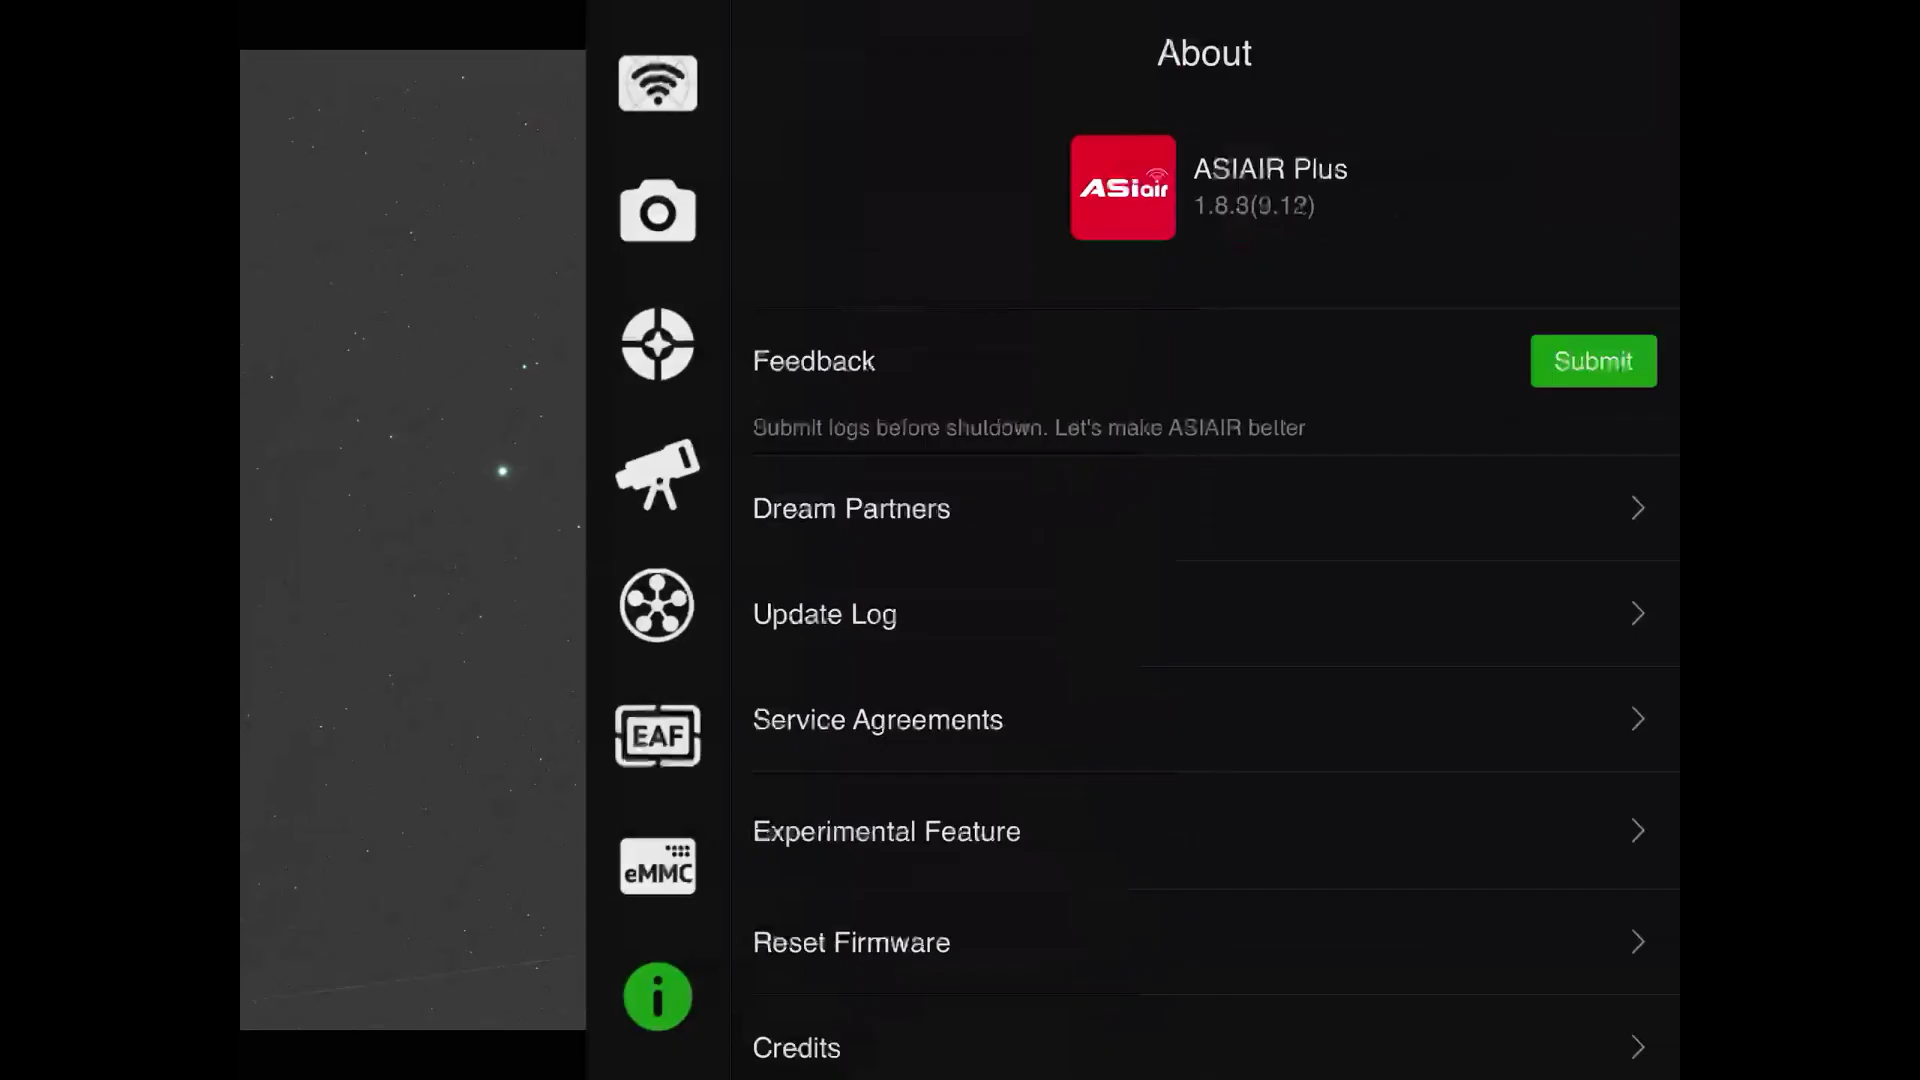 About
ASiair
ASIAIR Plus
1.8.3(9.12)
Feedback
Submit
Submit logs before shutdown. Let's make ASIAIR better
Dream Partners
Update Log
Service Agreements
EAF
Experimental Feature
eMMC
Reset Firmware
i
Credits